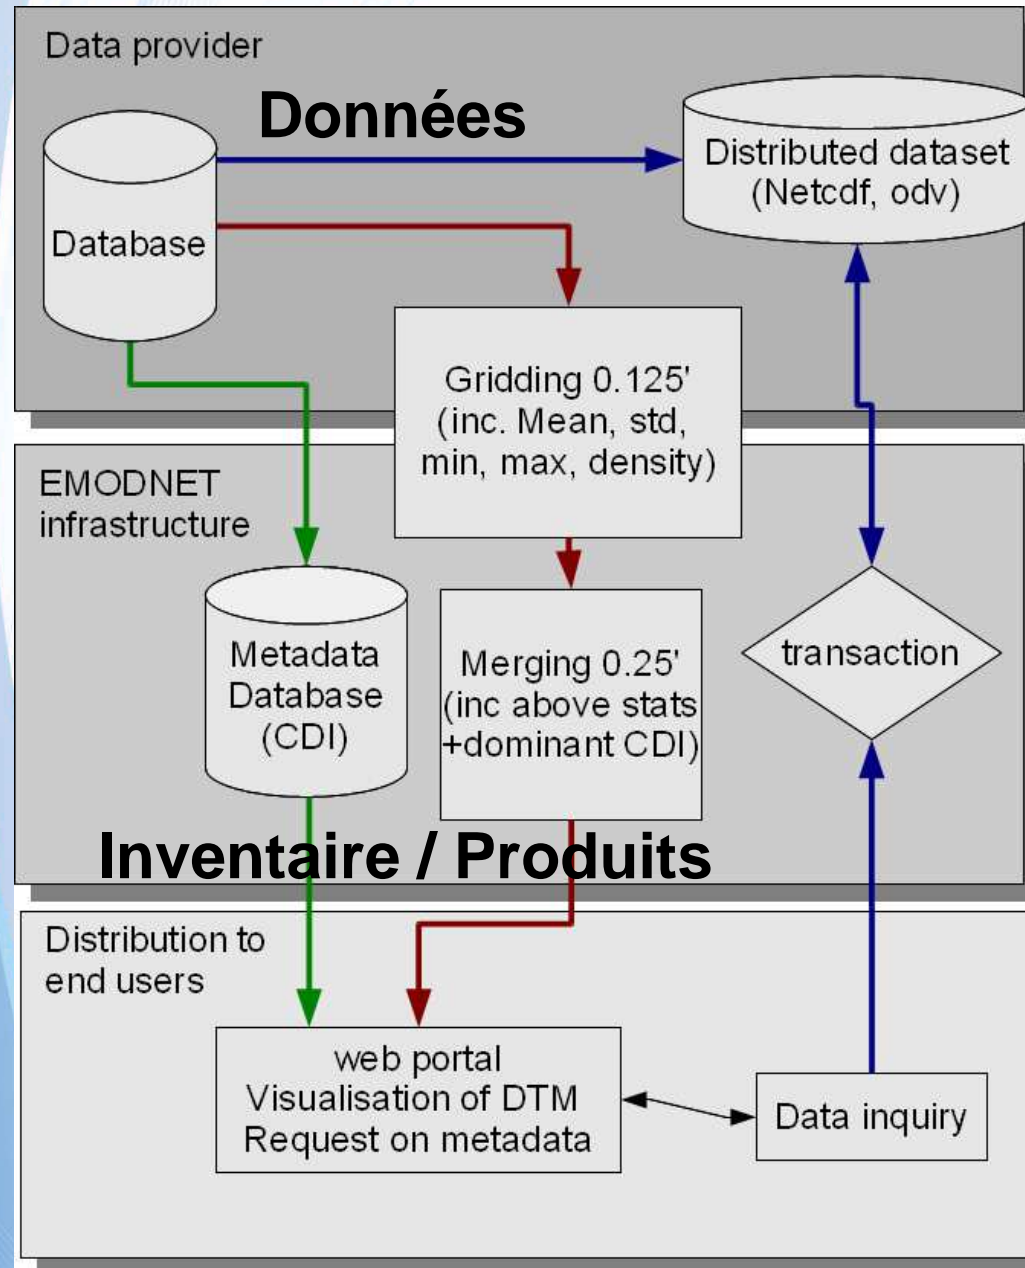 Data provider
Données
Database
Distributed dataset
(Netcdf, odv)
Gridding 0.125'
(inc. Mean, std,
min, max, density)
EMODNET
infrastructure
Metadata
Database
(CDI)
Merging 0.25'
(inc above stats
+dominant CDI)
transaction
Inventaire / Produits
Distribution to
end users
web portal
Visualisation of DTM
Request on metadata
Data inquiry